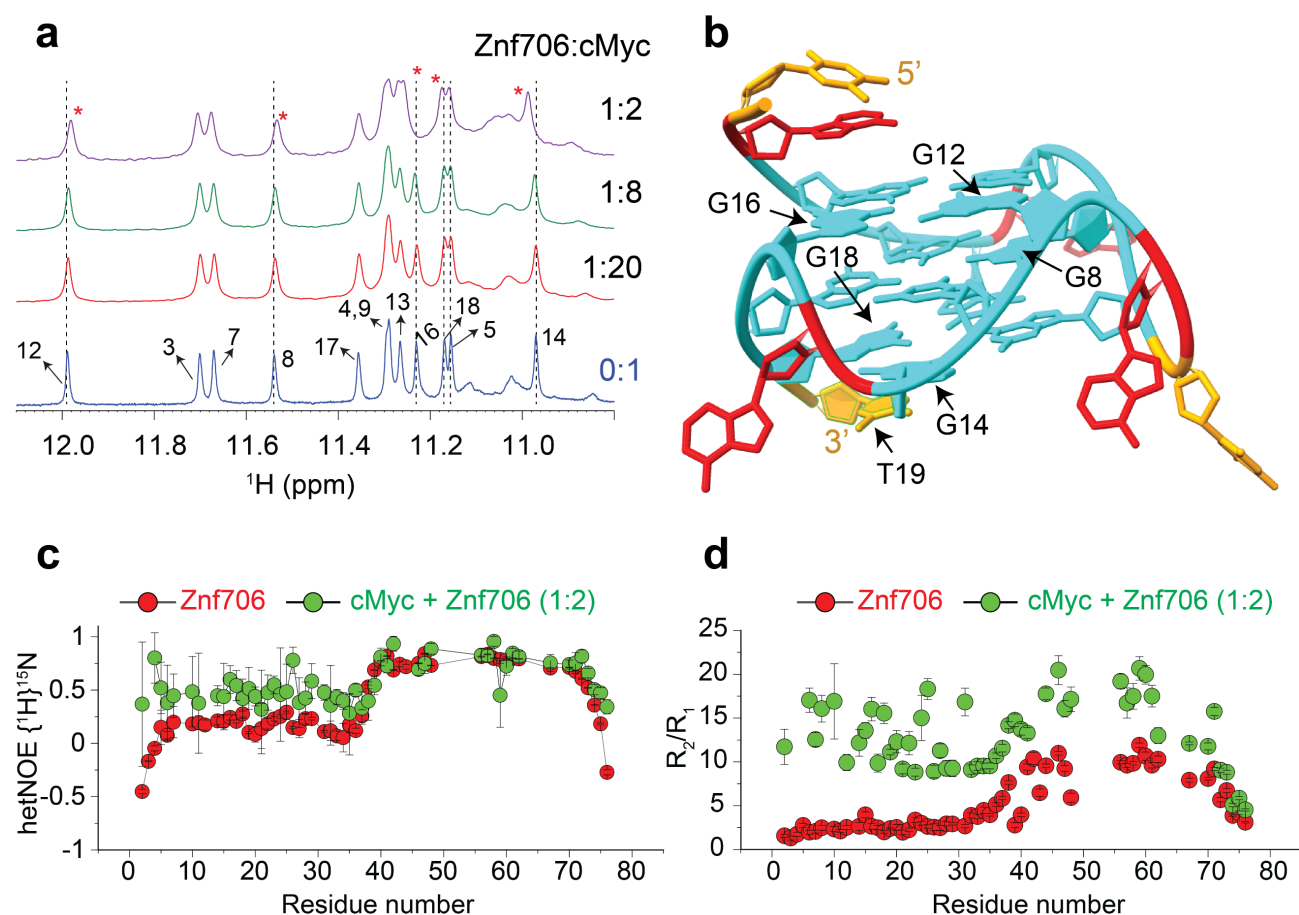 a
Znf706:cMyc
* * * * *
1:2
1:8
1:20
0:1
12 3 7 8 17 4,9 13 16 18 5 14
12.0 11.8 11.6 11.4 11.2 11.0
¹H (ppm)
b
5'
G12
G16
G18
G8
G14
3'
T19
c
Znf706 cMyc + Znf706 (1:2)
hetNOE {¹H}¹⁵N
1
0.5
0
-0.5
-1
0 10 20 30 40 50 60 70 80
Residue number
d
Znf706 cMyc + Znf706 (1:2)
R₂/R₁
25
20
15
10
5
0
0 20 40 60 80
Residue number